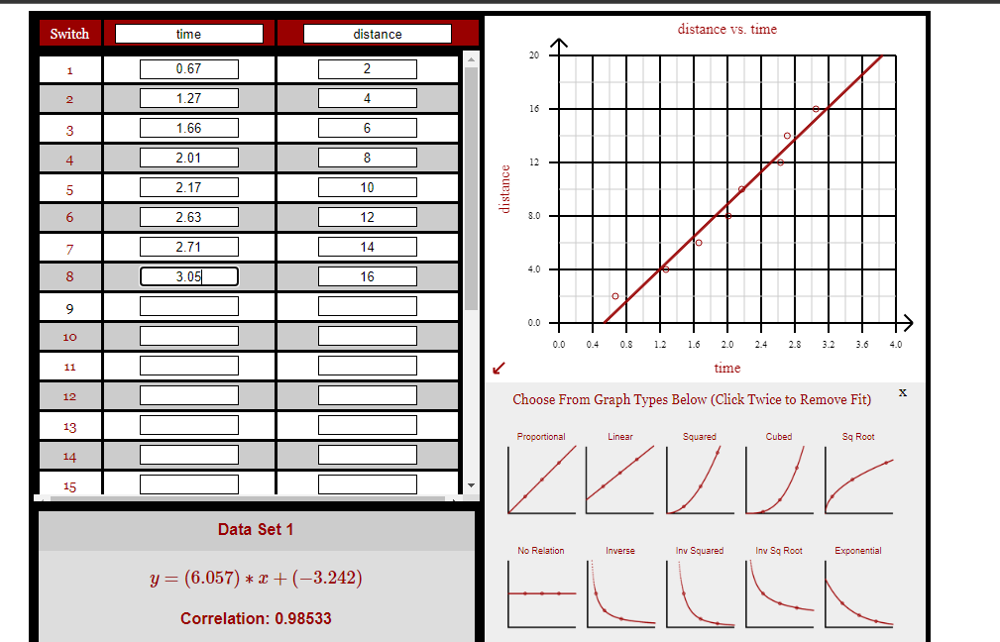 Switch time distance
1 0.67 2
2 1.27 4
3 1.66 6
4 2.01 8
5 2.17 10
6 2.63 12
7 2.71 14
8 3.05 16
9
10
11
12
13
14
15
Data Set 1
y = (6.057) * x + (−3.242)
Correlation: 0.98533
distance vs. time
distance
20
16
12
8.0
4.0
0.0
0.0 0.4 0.8 1.2 1.6 2.0 2.4 2.8 3.2 3.6 4.0
time
Choose From Graph Types Below (Click Twice to Remove Fit) x
Proportional Linear Squared Cubed Sq Root
No Relation Inverse Inv Squared Inv Sq Root Exponential